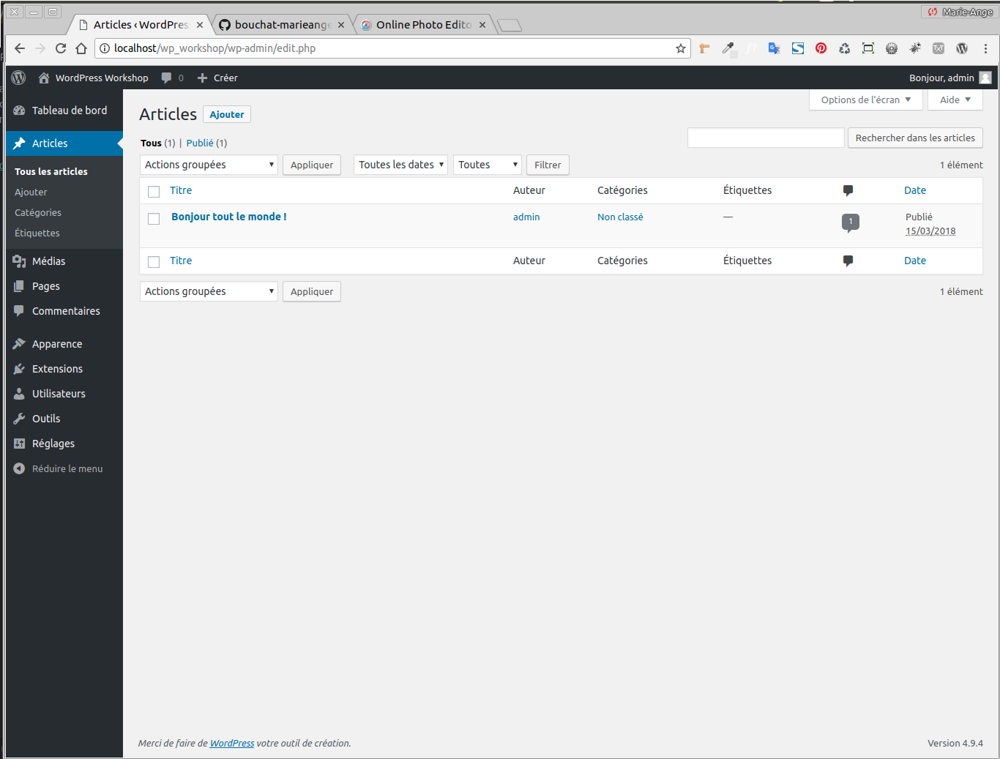 Marie-Ange
Articles ‹ WordPres
bouchat-marieange
Online Photo Edito
localhost/wp_workshop/wp-admin/edit.php
WordPress Workshop 0 Créer
Bonjour, admin
Options de l'écran
Aide
Tableau de bord
Articles
Tous les articles
Ajouter
Catégories
Étiquettes
Médias
Pages
Commentaires
Apparence
Extensions
Utilisateurs
Outils
Réglages
Réduire le menu
Articles Ajouter
Tous (1) | Publié (1)
Rechercher dans les articles
Actions groupées Appliquer Toutes les dates Toutes Filtrer 1 élément
Titre Auteur Catégories Étiquettes Date
Bonjour tout le monde ! admin Non classé — 1 Publié
15/03/2018
Titre Auteur Catégories Étiquettes Date
Actions groupées Appliquer 1 élément
Merci de faire de WordPress votre outil de création. Version 4.9.4